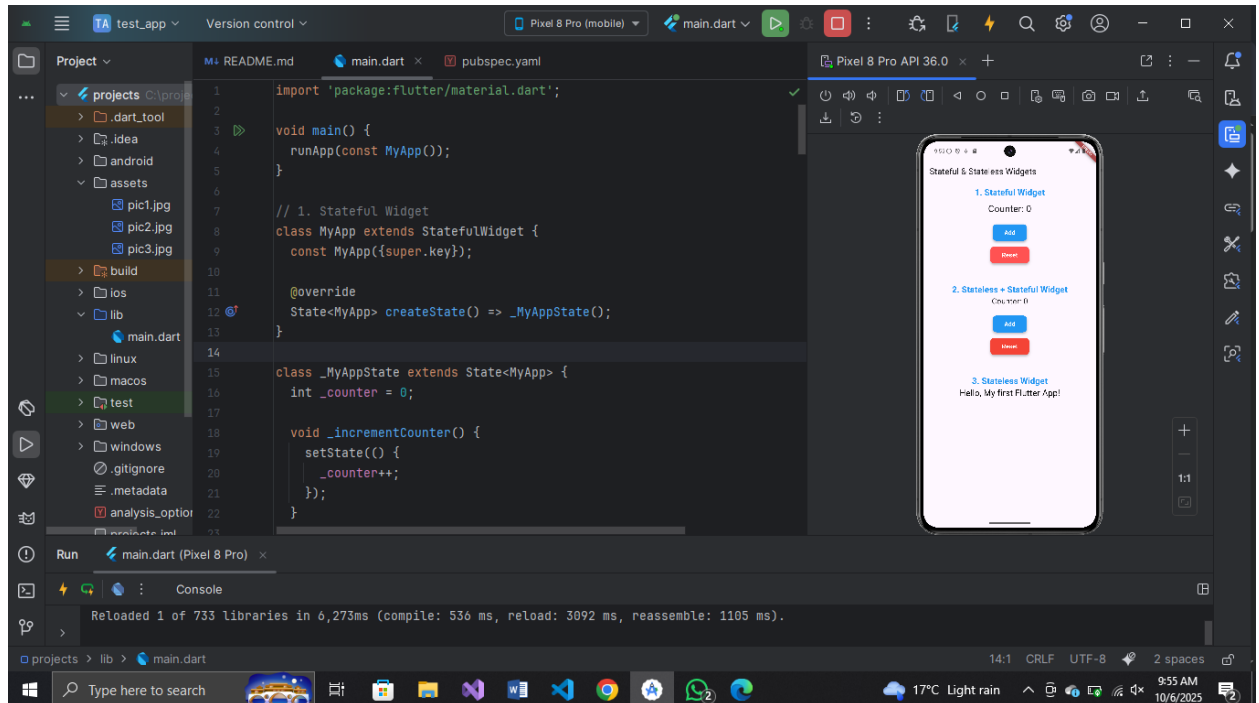 TA test_app
Version control
Pixel 8 Pro (mobile)
main.dart
Project
M↓ README.md
main.dart
pubspec.yaml
Pixel 8 Pro API 36.0
projects C:\proje
.dart_tool
.idea
android
assets
pic1.jpg
pic2.jpg
pic3.jpg
build
ios
lib
main.dart
linux
macos
test
web
windows
.gitignore
.metadata
analysis_option
projects.iml
1 import 'package:flutter/material.dart';
2
3 void main() {
4 runApp(const MyApp());
5 }
6
7 // 1. Stateful Widget
8 class MyApp extends StatefulWidget {
9 const MyApp({super.key});
10
11 @override
12 State<MyApp> createState() => _MyAppState();
13 }
14
15 class _MyAppState extends State<MyApp> {
16 int _counter = 0;
17
18 void _incrementCounter() {
19 setState(() {
20 _counter++;
21 });
22 }
23
Stateful & Stateless Widgets
1. Stateful Widget
Counter: 0
Add
Reset
2. Stateless + Stateful Widget
Counter: 0
Add
Reset
3. Stateless Widget
Hello, My first Flutter App!
1:1
Run
main.dart (Pixel 8 Pro)
Console
Reloaded 1 of 733 libraries in 6,273ms (compile: 536 ms, reload: 3092 ms, reassemble: 1105 ms).
projects > lib > main.dart
14:1 CRLF UTF-8 2 spaces
Type here to search
2
17°C Light rain
9:55 AM
10/6/2025
2